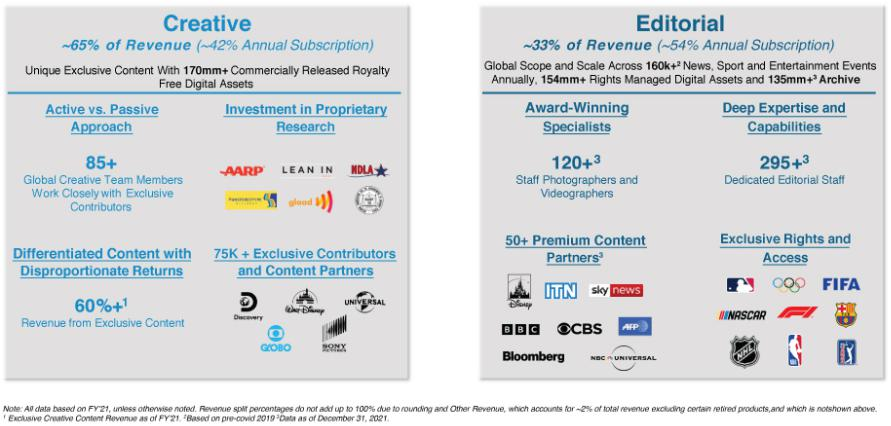 Creative
~65% of Revenue (~42% Annual Subscription)
Unique Exclusive Content With 170mm+ Commercially Released Royalty
Free Digital Assets
Active vs. Passive
Approach
85+
Global Creative Team Members
Work Closely with Exclusive
Contributors
Investment in Proprietary
Research
AARP
LEAN IN
NDLA
glaad
Differentiated Content with
Disproportionate Returns
60%+¹
Revenue from Exclusive Content
75K + Exclusive Contributors
and Content Partners
Discovery
WALT DISNEY
UNIVERSAL
GLOBO
SONY
PICTURES
Editorial
~33% of Revenue (~54% Annual Subscription)
Global Scope and Scale Across 160k+² News, Sport and Entertainment Events
Annually, 154mm+ Rights Managed Digital Assets and 135mm+³ Archive
Award-Winning
Specialists
120+³
Staff Photographers and
Videographers
Deep Expertise and
Capabilities
295+³
Dedicated Editorial Staff
50+ Premium Content
Partners³
DISNEY
ITN
sky news
BBC
CBS
AFP
Bloomberg
NBC UNIVERSAL
Exclusive Rights and
Access
FIFA
NASCAR
F1
NHL
NBA
Note: All data based on FY'21, unless otherwise noted. Revenue split percentages do not add up to 100% due to rounding and Other Revenue, which accounts for ~2% of total revenue excluding certain retired products,and which is notshown above.
¹ Exclusive Creative Content Revenue as of FY'21. ²Based on pre-covid 2019 ³Data as of December 31, 2021.